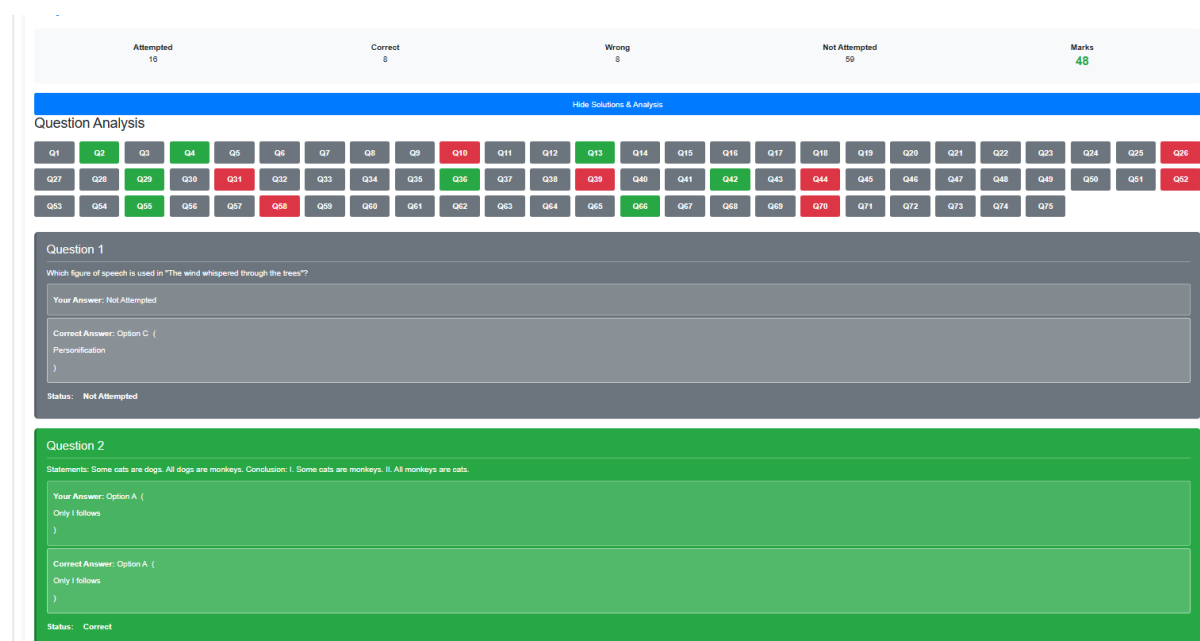 Attempted Correct Wrong Not Attempted Marks
16 8 8 59 48
Hide Solutions & Analysis
Question Analysis
Q1 Q2 Q3 Q4 Q5 Q6 Q7 Q8 Q9 Q10 Q11 Q12 Q13 Q14 Q15 Q16 Q17 Q18 Q19 Q20 Q21 Q22 Q23 Q24 Q25 Q26
Q27 Q28 Q29 Q30 Q31 Q32 Q33 Q34 Q35 Q36 Q37 Q38 Q39 Q40 Q41 Q42 Q43 Q44 Q45 Q46 Q47 Q48 Q49 Q50 Q51 Q52
Q53 Q54 Q55 Q56 Q57 Q58 Q59 Q60 Q61 Q62 Q63 Q64 Q65 Q66 Q67 Q68 Q69 Q70 Q71 Q72 Q73 Q74 Q75
Question 1
Which figure of speech is used in "The wind whispered through the trees"?
Your Answer: Not Attempted
Correct Answer: Option C (
Personification
)
Status: Not Attempted
Question 2
Statements: Some cats are dogs. All dogs are monkeys. Conclusion: I. Some cats are monkeys. II. All monkeys are cats.
Your Answer: Option A (
Only I follows
)
Correct Answer: Option A (
Only I follows
)
Status: Correct